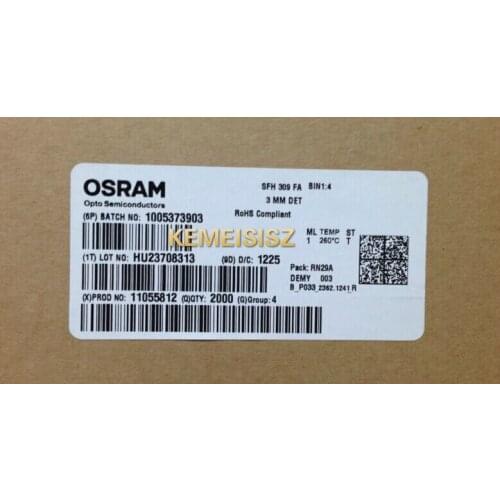 OSRAM
Opto Semiconductors
SFH 309 FA BIN1:4
3 MM DET
RoHS Compliant
(6P) BATCH NO: 1005373903
KEMEISISZ
ML TEMP ST
1 260°C T
(1T) LOT NO: HU23708313 (9D) D/C: 1225
Pack: RN29A
DEMY 003
B_P033_2362.1241_R
(X)PROD NO: 11055812 (Q)QTY: 2000 (G)Group: 4